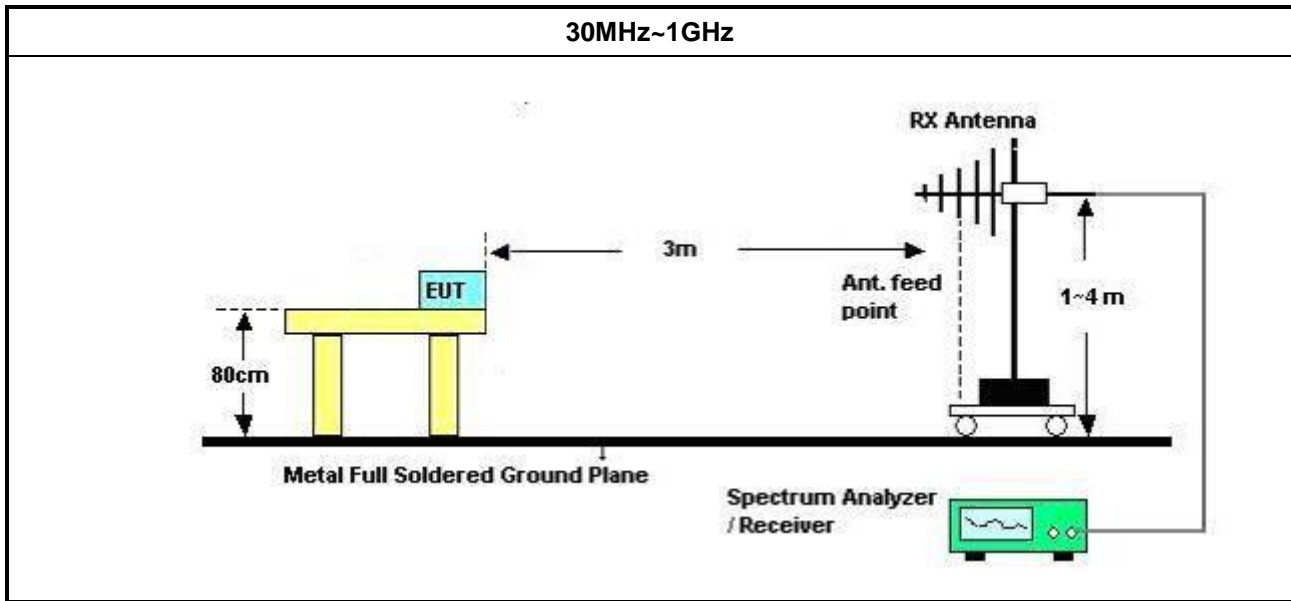 30MHz~1GHz
RX Antenna
3m
EUT
Ant. feed
point
1~4 m
80cm
Metal Full Soldered Ground Plane
Spectrum Analyzer
/ Receiver